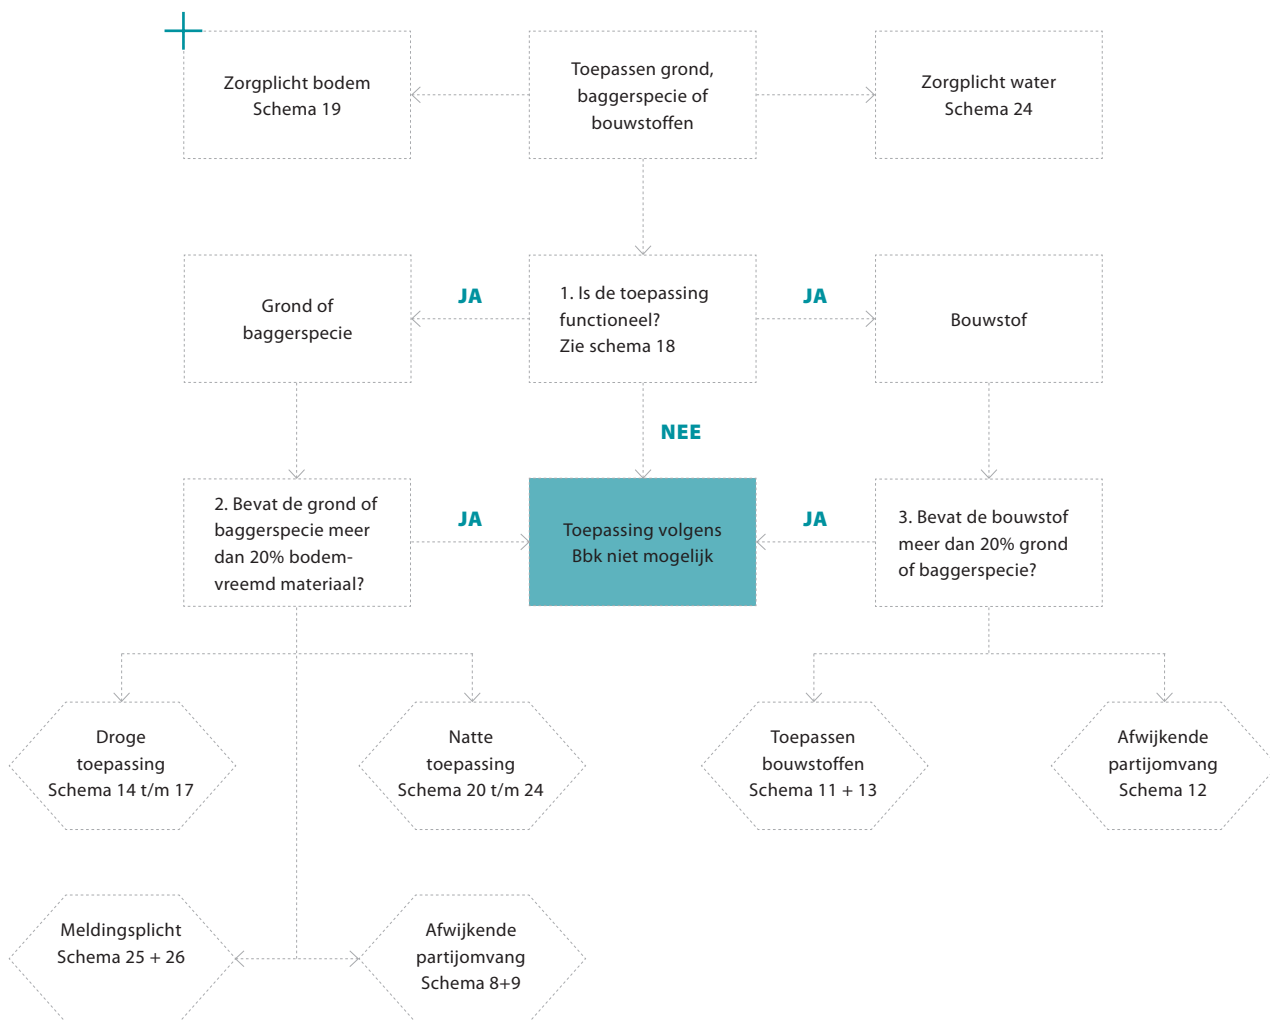 Zorgplicht bodem
Schema 19
Toepassen grond,
baggerspecie of
bouwstoffen
Zorgplicht water
Schema 24
Grond of
baggerspecie
JA
1. Is de toepassing
functioneel?
Zie schema 18
JA
Bouwstof
NEE
2. Bevat de grond of
baggerspecie meer
dan 20% bodem-
vreemd materiaal?
JA
Toepassing volgens
Bbk niet mogelijk
JA
3. Bevat de bouwstof
meer dan 20% grond
of baggerspecie?
Droge
toepassing
Schema 14 t/m 17
Natte
toepassing
Schema 20 t/m 24
Toepassen
bouwstoffen
Schema 11 + 13
Afwijkende
partijomvang
Schema 12
Meldingsplicht
Schema 25 + 26
Afwijkende
partijomvang
Schema 8+9